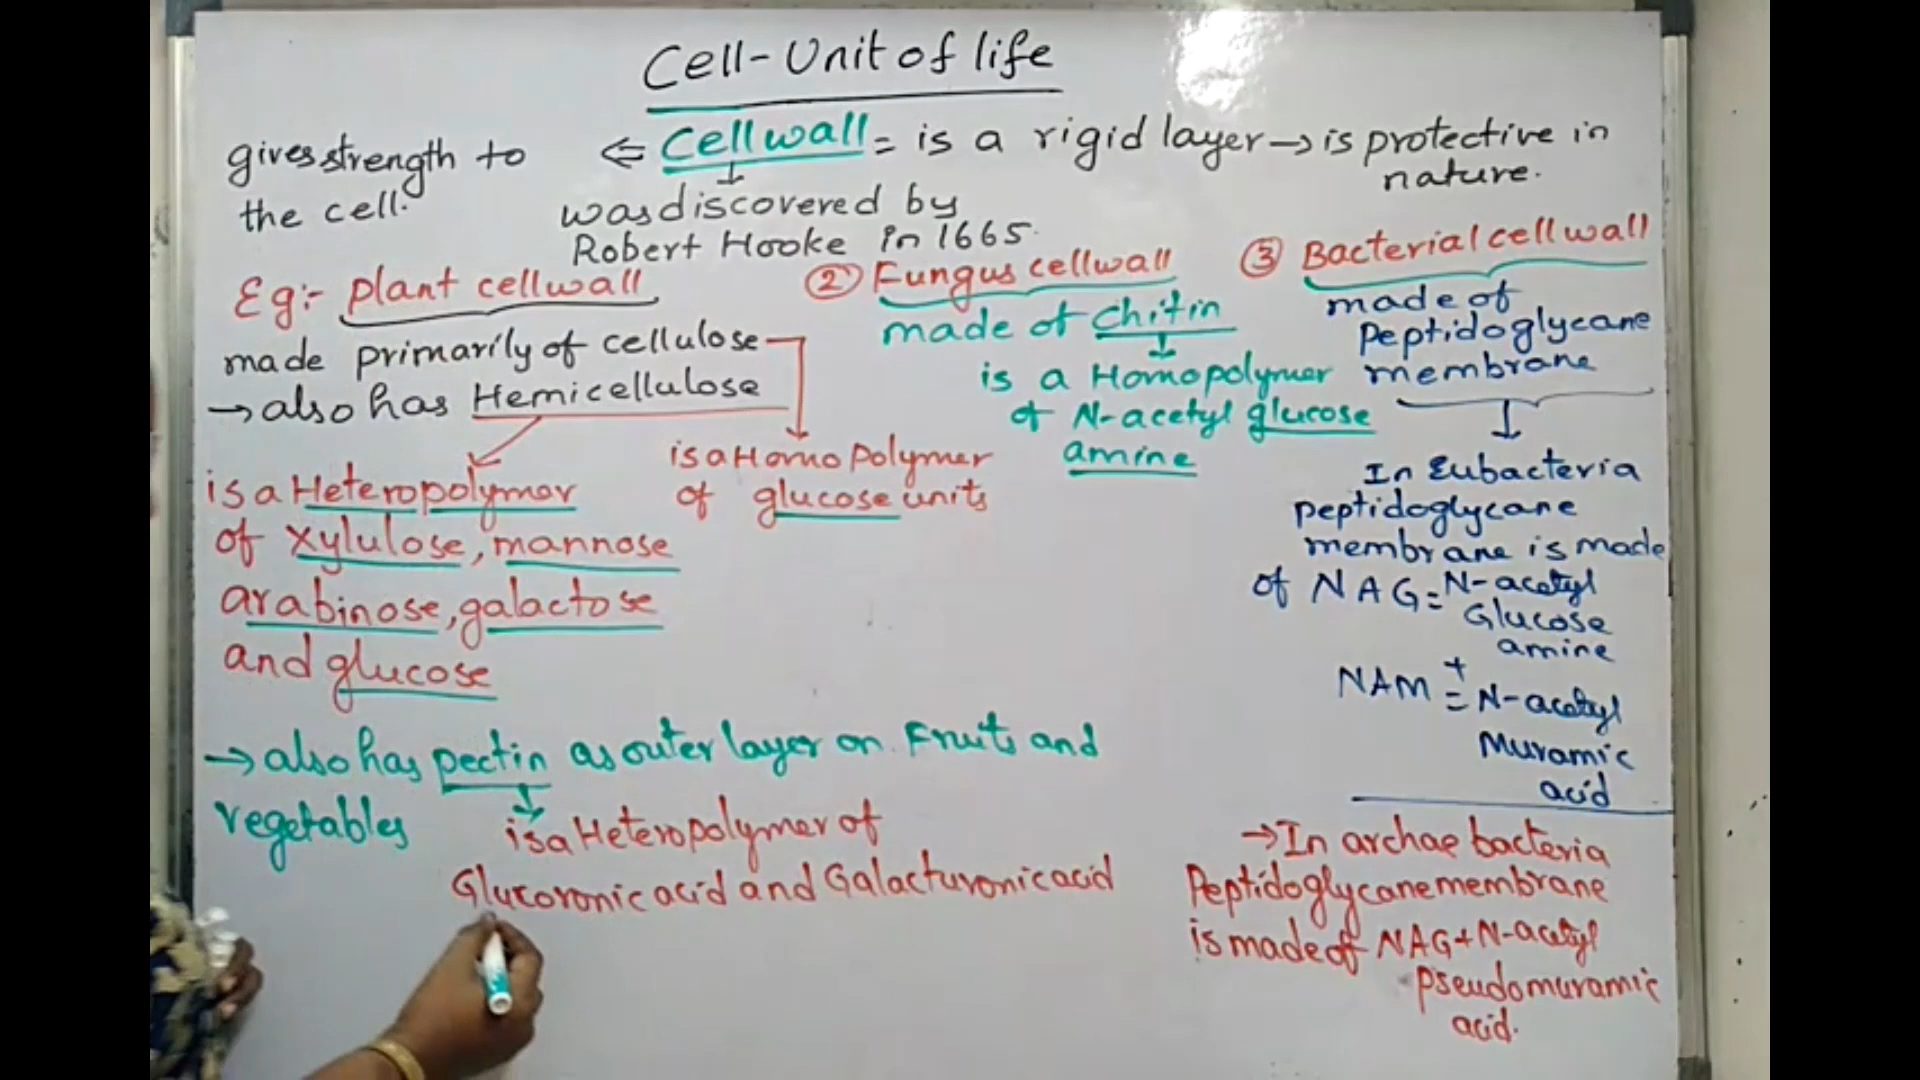 Cell-Unit of life
gives strength to
the cell.
⇐ Cell wall = is a rigid layer → is protective in
nature.
was discovered by
Robert Hooke in 1665.
Eg:- plant cellwall
made primarily of cellulose
→ also has Hemicellulose
is a Heteropolymer
of Xylulose, mannose
arabinose, galactose
and glucose
is a Homo polymer
of glucose units
→ also has pectin as outer layer on Fruits and
vegetables
is a Heteropolymer of
Glucoronic acid and Galacturonic acid
② Fungus cellwall
made of Chitin
is a Homopolymer
of N-acetyl glucose
amine
③ Bacterial cell wall
made of
Peptidoglycane
membrane
In Eubacteria
peptidoglycane
membrane is made
of NAG = N-acetyl
Glucose
amine
+
NAM = N-acetyl
Muramic
acid
→ In archae bacteria
Peptidoglycane membrane
is made of NAG + N-acetyl
pseudomuramic
acid.